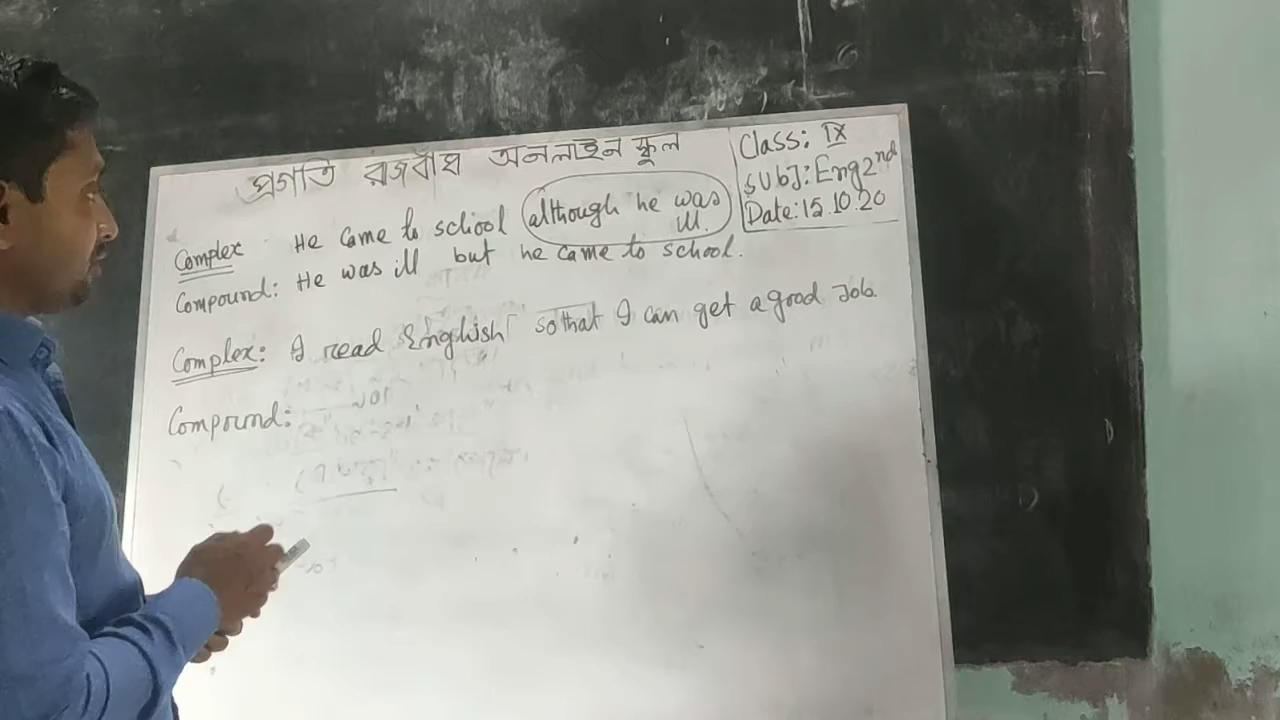 প্রগতি রাজবাঁধ অনলাইন স্কুল
Class: IX
Subj: Eng 2nd
Date: 15.10.20
Complex He came to school although he was ill.
Compound: He was ill but he came to school.
Complex: I read English so that I can get a good Job.
Compound: